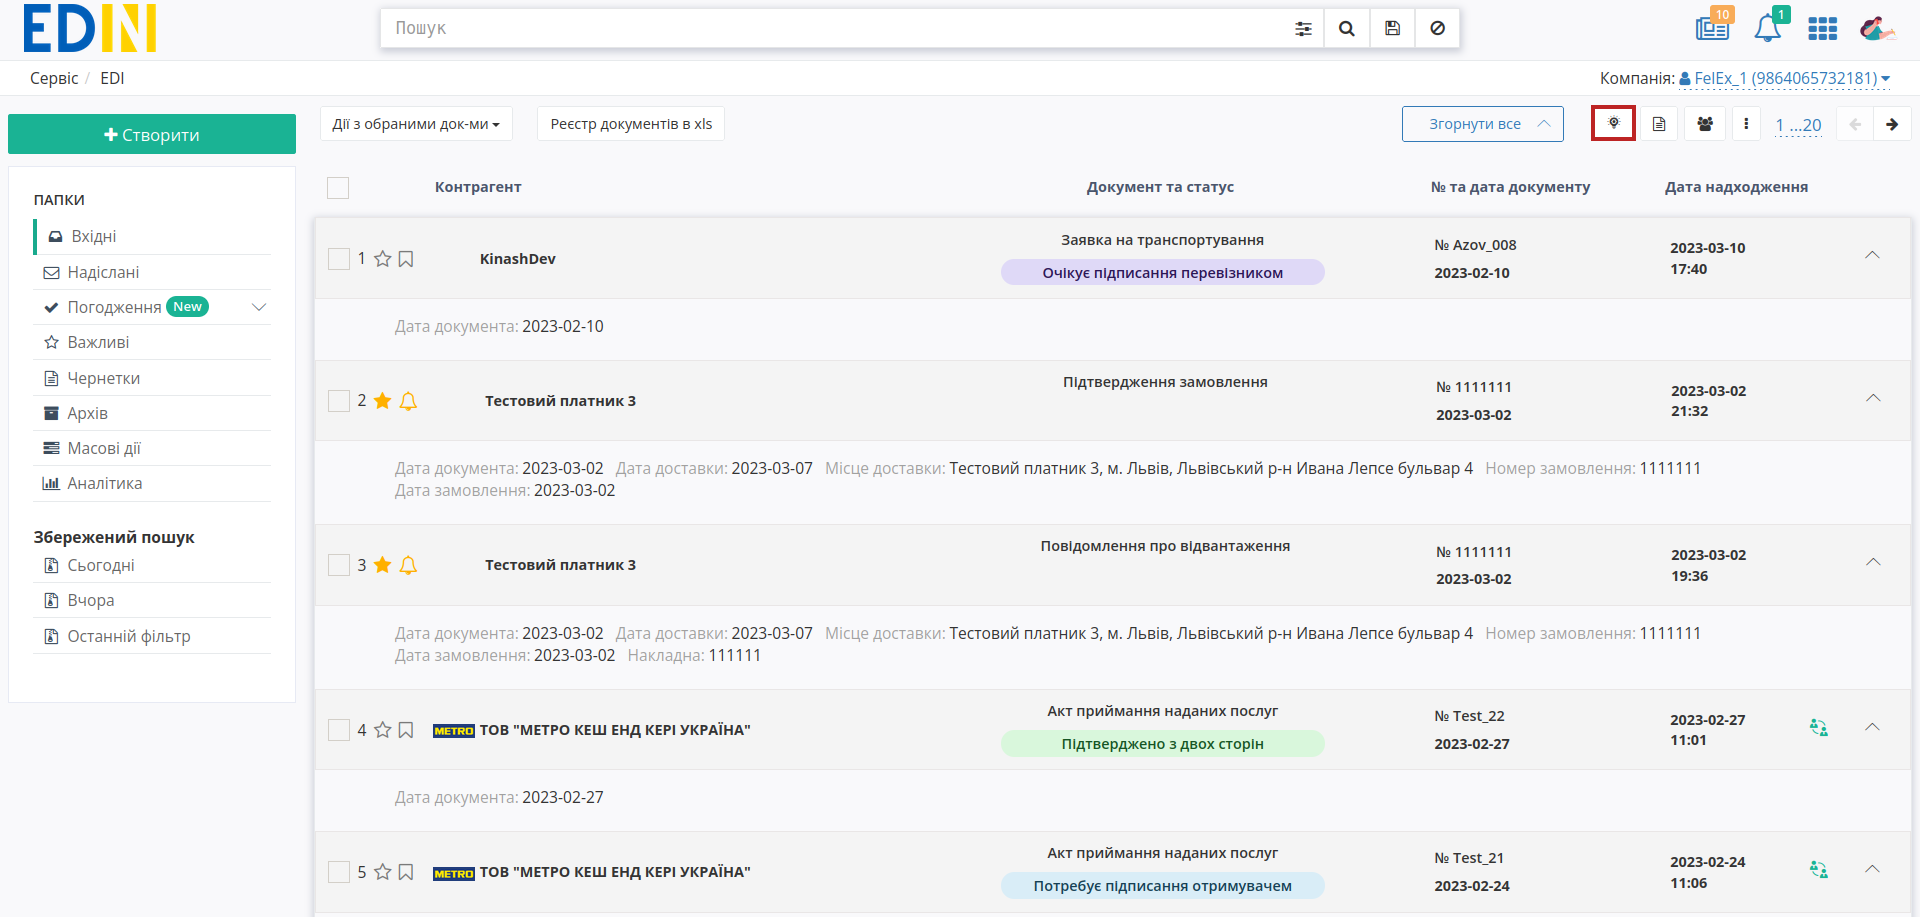 EDIN
Пошук
10
1
Сервіс / EDI
Компанія: FelEx_1 (9864065732181)
Створити
Дії з обраними док-ми
Реєстр документів в xls
Згорнути все
1 ...20
ПАПКИ
Вхідні
Надіслані
Погодження New
Важливі
Чернетки
Архів
Масові дії
Аналітика
Збережений пошук
Сьогодні
Вчора
Останній фільтр
Контрагент
Документ та статус
№ та дата документу
Дата надходження
1 KinashDev
Заявка на транспортування
Очікує підписання перевізником
№ Azov_008
2023-02-10
2023-03-10
17:40
Дата документа: 2023-02-10
2 Тестовий платник 3
Підтвердження замовлення
№ 1111111
2023-03-02
2023-03-02
21:32
Дата документа: 2023-03-02 Дата доставки: 2023-03-07 Місце доставки: Тестовий платник 3, м. Львів, Львівський р-н Ивана Лепсе бульвар 4 Номер замовлення: 1111111
Дата замовлення: 2023-03-02
3 Тестовий платник 3
Повідомлення про відвантаження
№ 1111111
2023-03-02
2023-03-02
19:36
Дата документа: 2023-03-02 Дата доставки: 2023-03-07 Місце доставки: Тестовий платник 3, м. Львів, Львівський р-н Ивана Лепсе бульвар 4 Номер замовлення: 1111111
Дата замовлення: 2023-03-02 Накладна: 111111
4 METRO ТОВ "МЕТРО КЕШ ЕНД КЕРІ УКРАЇНА"
Акт приймання наданих послуг
Підтверджено з двох сторін
№ Test_22
2023-02-27
2023-02-27
11:01
Дата документа: 2023-02-27
5 METRO ТОВ "МЕТРО КЕШ ЕНД КЕРІ УКРАЇНА"
Акт приймання наданих послуг
Потребує підписання отримувачем
№ Test_21
2023-02-24
2023-02-24
11:06